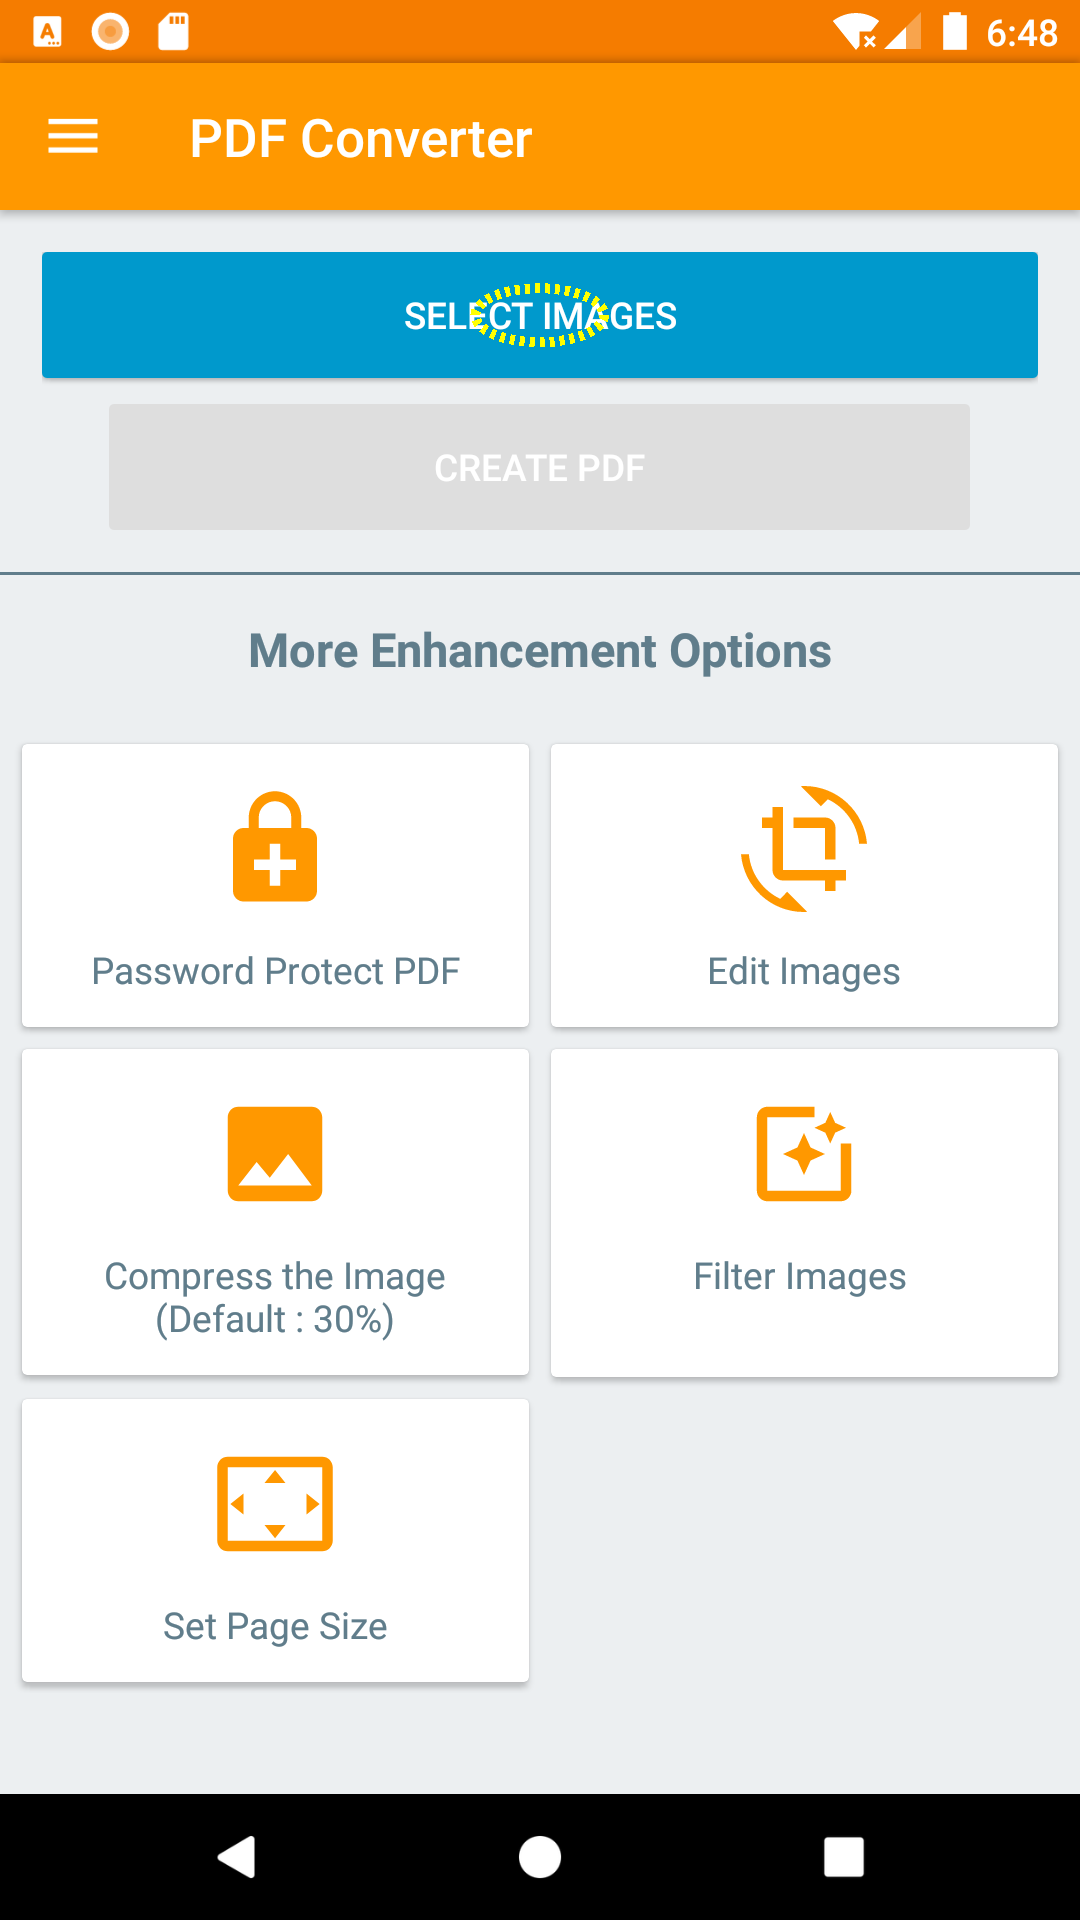 6:48
PDF Converter
SELECT IMAGES
CREATE PDF
More Enhancement Options
Password Protect PDF
Edit Images
Compress the Image
(Default : 30%)
Filter Images
Set Page Size